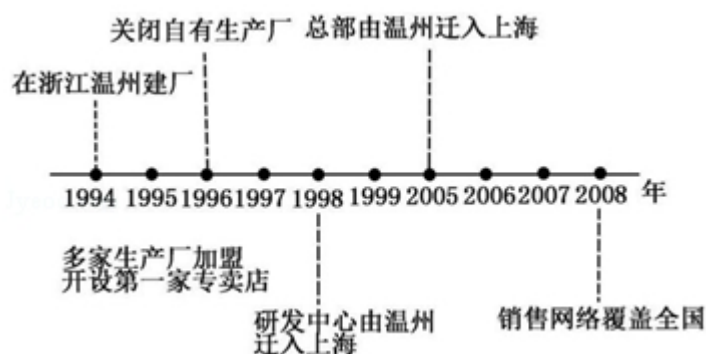 关闭自有生产厂 总部由温州迁入上海
在浙江温州建厂
1994 1995 1996 1997 1998 1999 2005 2006 2007 2008 年
多家生产厂加盟
开设第一家专卖店
研发中心由温州
迁入上海
销售网络覆盖全国